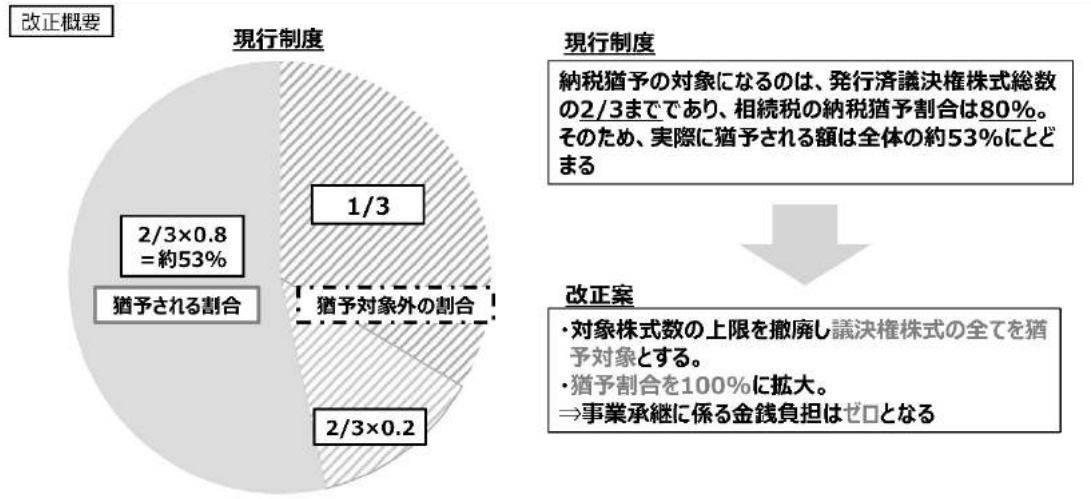 改正概要
現行制度
1/3
2/3×0.8
＝約53%
猶予される割合
猶予対象外の割合
2/3×0.2
現行制度
納税猶予の対象になるのは、発行済議決権株式総数
の2/3までであり、相続税の納税猶予割合は80%。
そのため、実際に猶予される額は全体の約53%にとど
まる
改正案
・対象株式数の上限を撤廃し議決権株式の全てを猶
予対象とする。
・猶予割合を100%に拡大。
⇒事業承継に係る金銭負担はゼロとなる